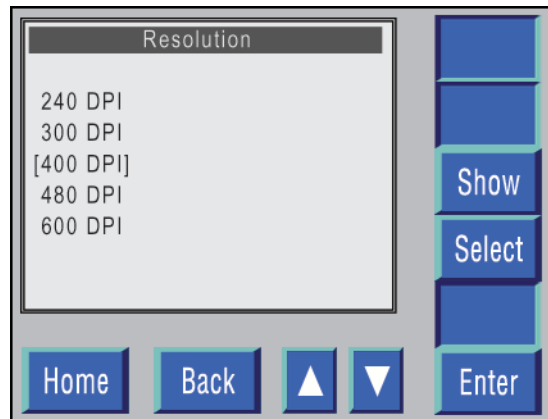 Resolution
240 DPI
300 DPI
[400 DPI]
480 DPI
600 DPI
Show
Select
Home
Back
Enter